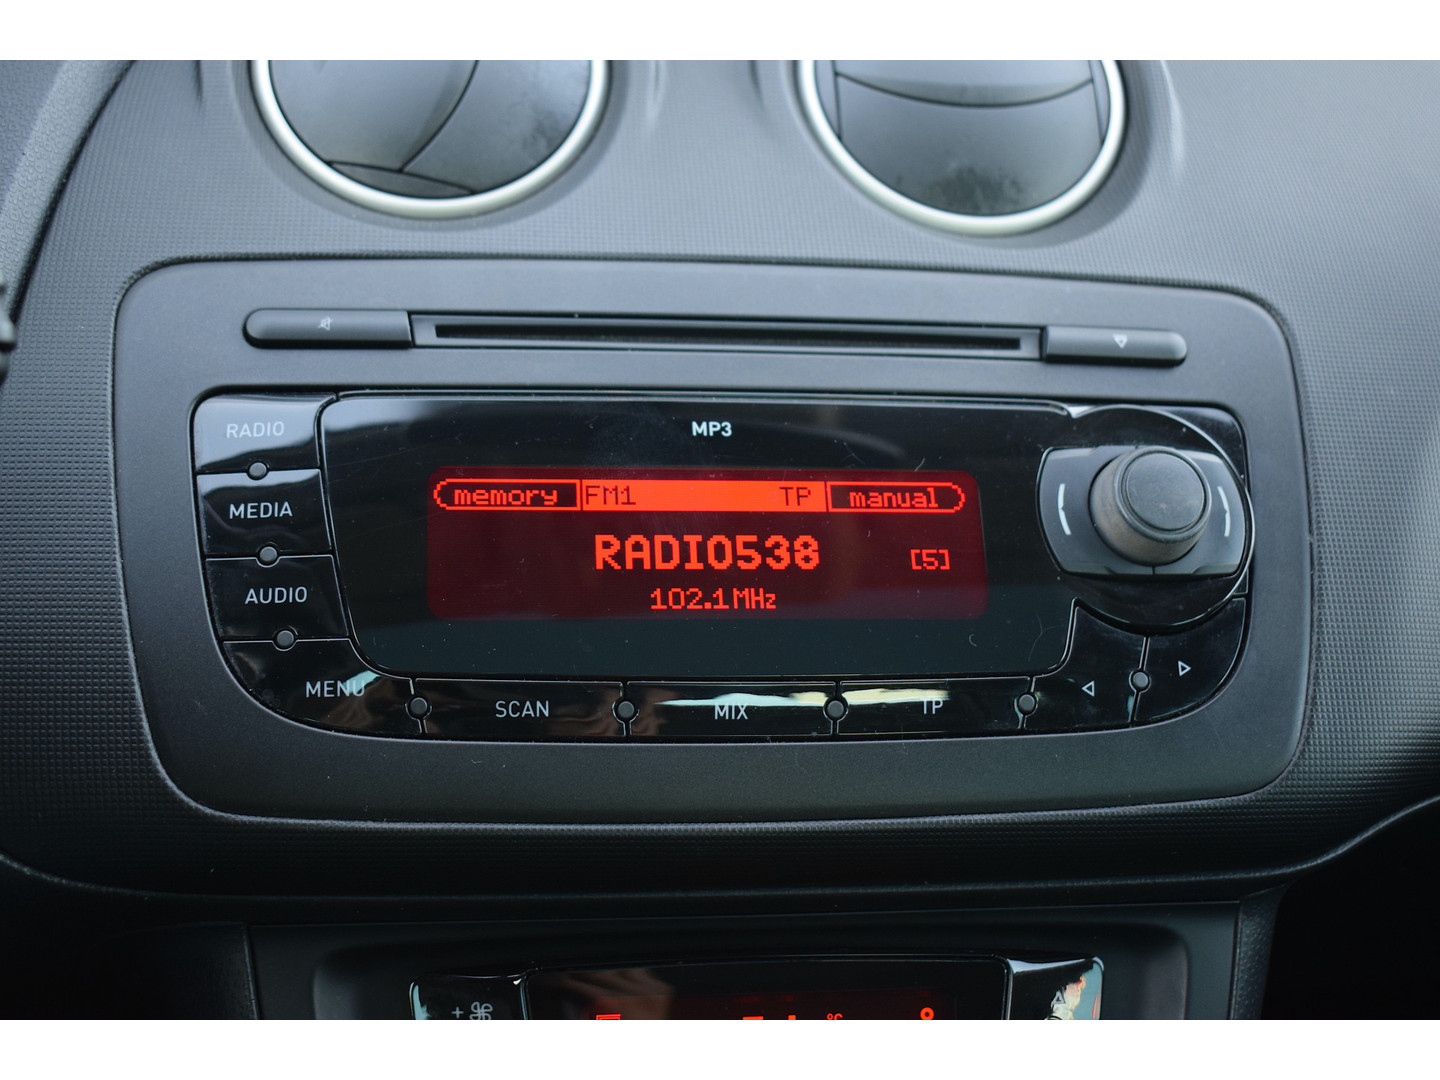 RADIO
MP3
MEDIA
memory FM1 TP manual
RADIO538 [5]
102.1MHz
AUDIO
MENU SCAN MIX TP
+
°C